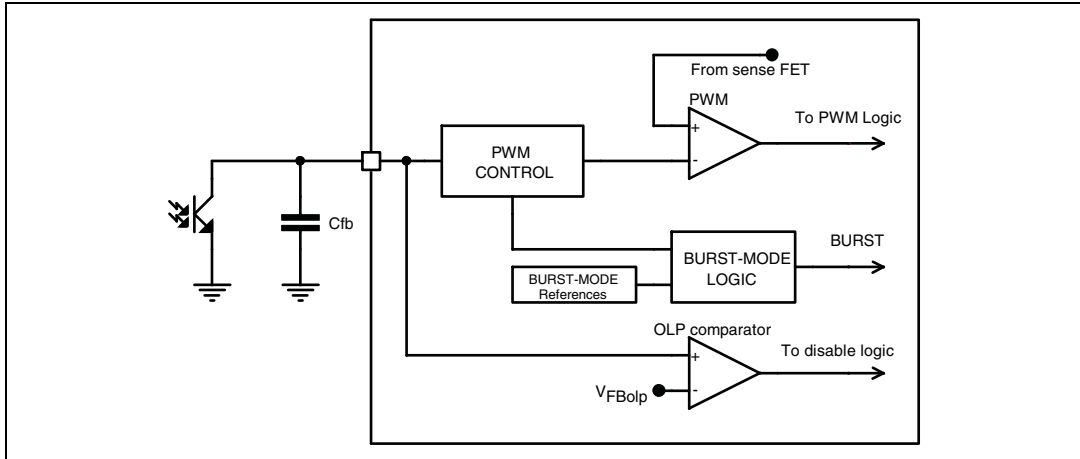 From sense FET
PWM
+
-
To PWM Logic
PWM
CONTROL
Cfb
BURST
BURST-MODE
LOGIC
BURST-MODE
References
OLP comparator
+
-
To disable logic
VFBolp